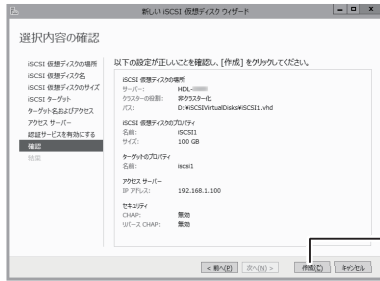 新しい iSCSI 仮想ディスク ウィザード
選択内容の確認
iSCSI 仮想ディスクの場所
iSCSI 仮想ディスク名
iSCSI 仮想ディスクのサイズ
iSCSI ターゲット
ターゲット名およびアクセス
アクセス サーバー
認証サービスを有効にする
確認
結果
以下の設定が正しいことを確認し、[作成] をクリックしてください。
iSCSI 仮想ディスクの場所
サーバー: HDL-
クラスターの役割: 非クラスター化
パス: D:¥iSCSIVirtualDisks¥iSCSI1.vhd
iSCSI 仮想ディスクのプロパティ
名前: iSCSI1
サイズ: 100 GB
ターゲットのプロパティ
名前: iscsi1
アクセス サーバー
IP アドレス: 192.168.1.100
セキュリティ
CHAP: 無効
リバース CHAP: 無効
< 前へ(P) 次へ(N) > 作成(C) キャンセル